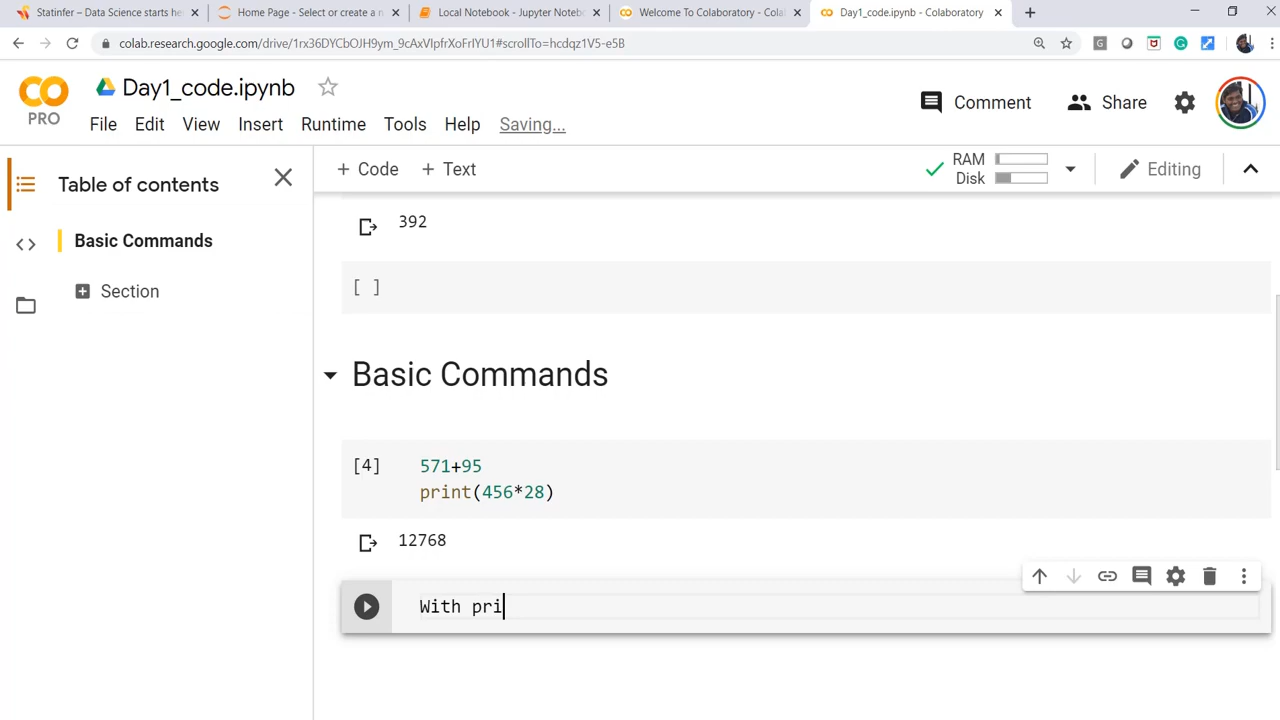 Statinfer – Data Science starts he
Home Page - Select or create a n
Local Notebook - Jupyter Noteb
Welcome To Colaboratory - Colal
Day1_code.ipynb - Colaboratory
colab.research.google.com/drive/1rx36DYCbOJH9ym_9cAxVIpfrXoFrIYU1#scrollTo=hcdqz1V5-e5B
CO
PRO
Day1_code.ipynb
File Edit View Insert Runtime Tools Help Saving...
Comment
Share
Table of contents
Basic Commands
Section
+ Code + Text
RAM
Disk
Editing
392
[ ]
Basic Commands
[4]
571+95
print(456*28)
12768
With pri